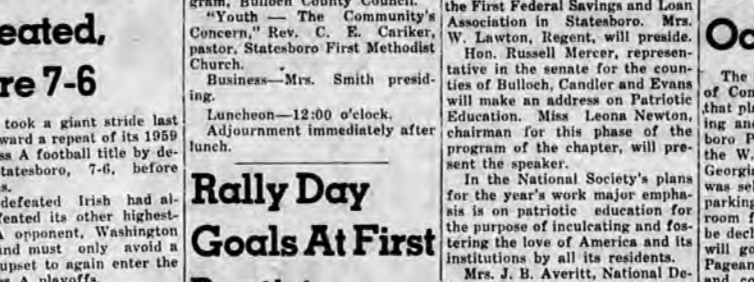 eated,
re 7-6
took a giant stride last
ward a repeat of its 1959
ss A football title by de-
tatesboro, 7-6, before
s.
defeated Irish had al-
feated its other highest-
A opponent, Washington
and must only avoid a
upset to again enter the
ss A playoffs.
gram, Bulloch County Council.
"Youth — The Community's
Concern," Rev. C. E. Cariker,
pastor, Statesboro First Methodist
Church.
Business—Mrs. Smith presid-
ing.
Luncheon—12:00 o'clock.
Adjournment immediately after
lunch.
Rally Day
Goals At First
the First Federal Savings and Loan
Association in Statesboro. Mrs.
W. Lawton, Regent, will preside.
Hon. Russell Mercer, represen-
tative in the senate for the coun-
ties of Bulloch, Candler and Evans
will make an address on Patriotic
Education. Miss Leona Newton,
chairman for this phase of the
program of the chapter, will pre-
sent the speaker.
In the National Society's plans
for the year's work major empha-
sis is on patriotic education for
the purpose of inculcating and fos-
tering the love of America and its
institutions by all its residents.
Mrs. J. B. Averitt, National De-
Oc
The
of Con
that pla
ing and
boro P
the W.
Georgia
was se
parking
room
be decl
will go
Pagean
and co